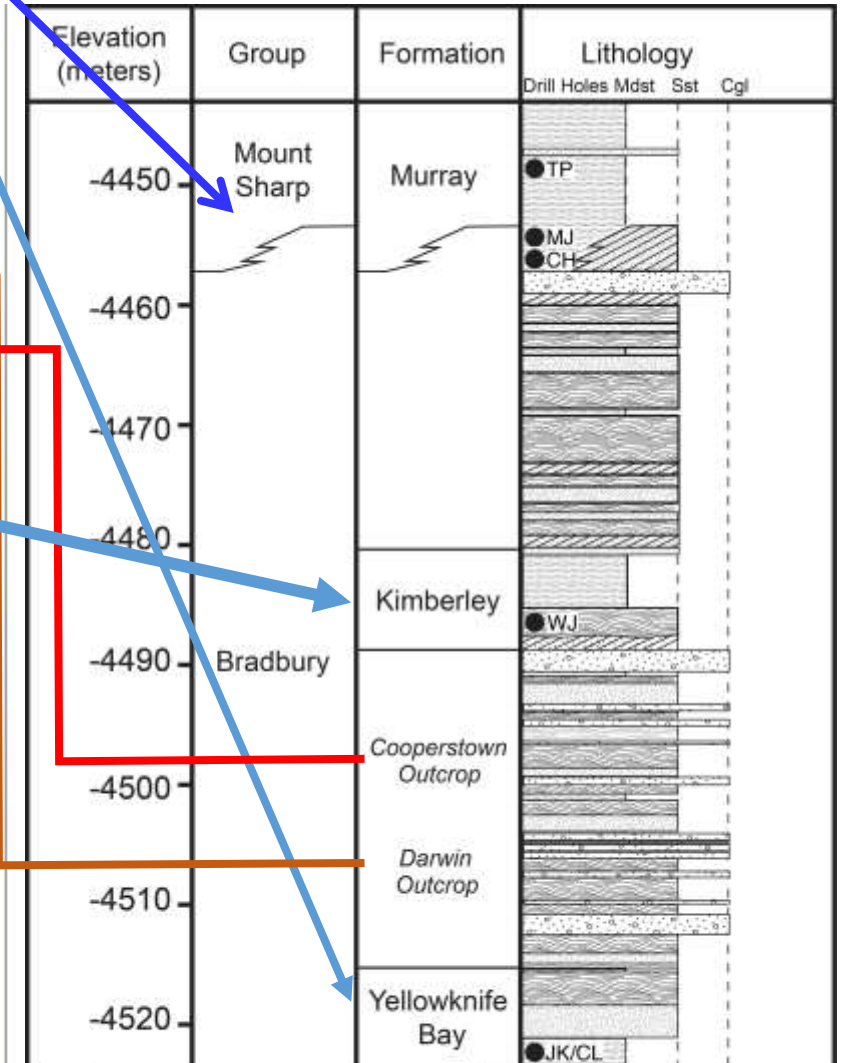 Elevation
(meters)
Group
Formation
Lithology
Drill Holes Mdst Sst Cgl
Mount
Sharp
Murray
-4450
TP
MJ
CH
-4460
-4470
-4480
Kimberley
WJ
-4490
Bradbury
Cooperstown
Outcrop
-4500
Darwin
Outcrop
-4510
Yellowknife
Bay
-4520
JK/CL